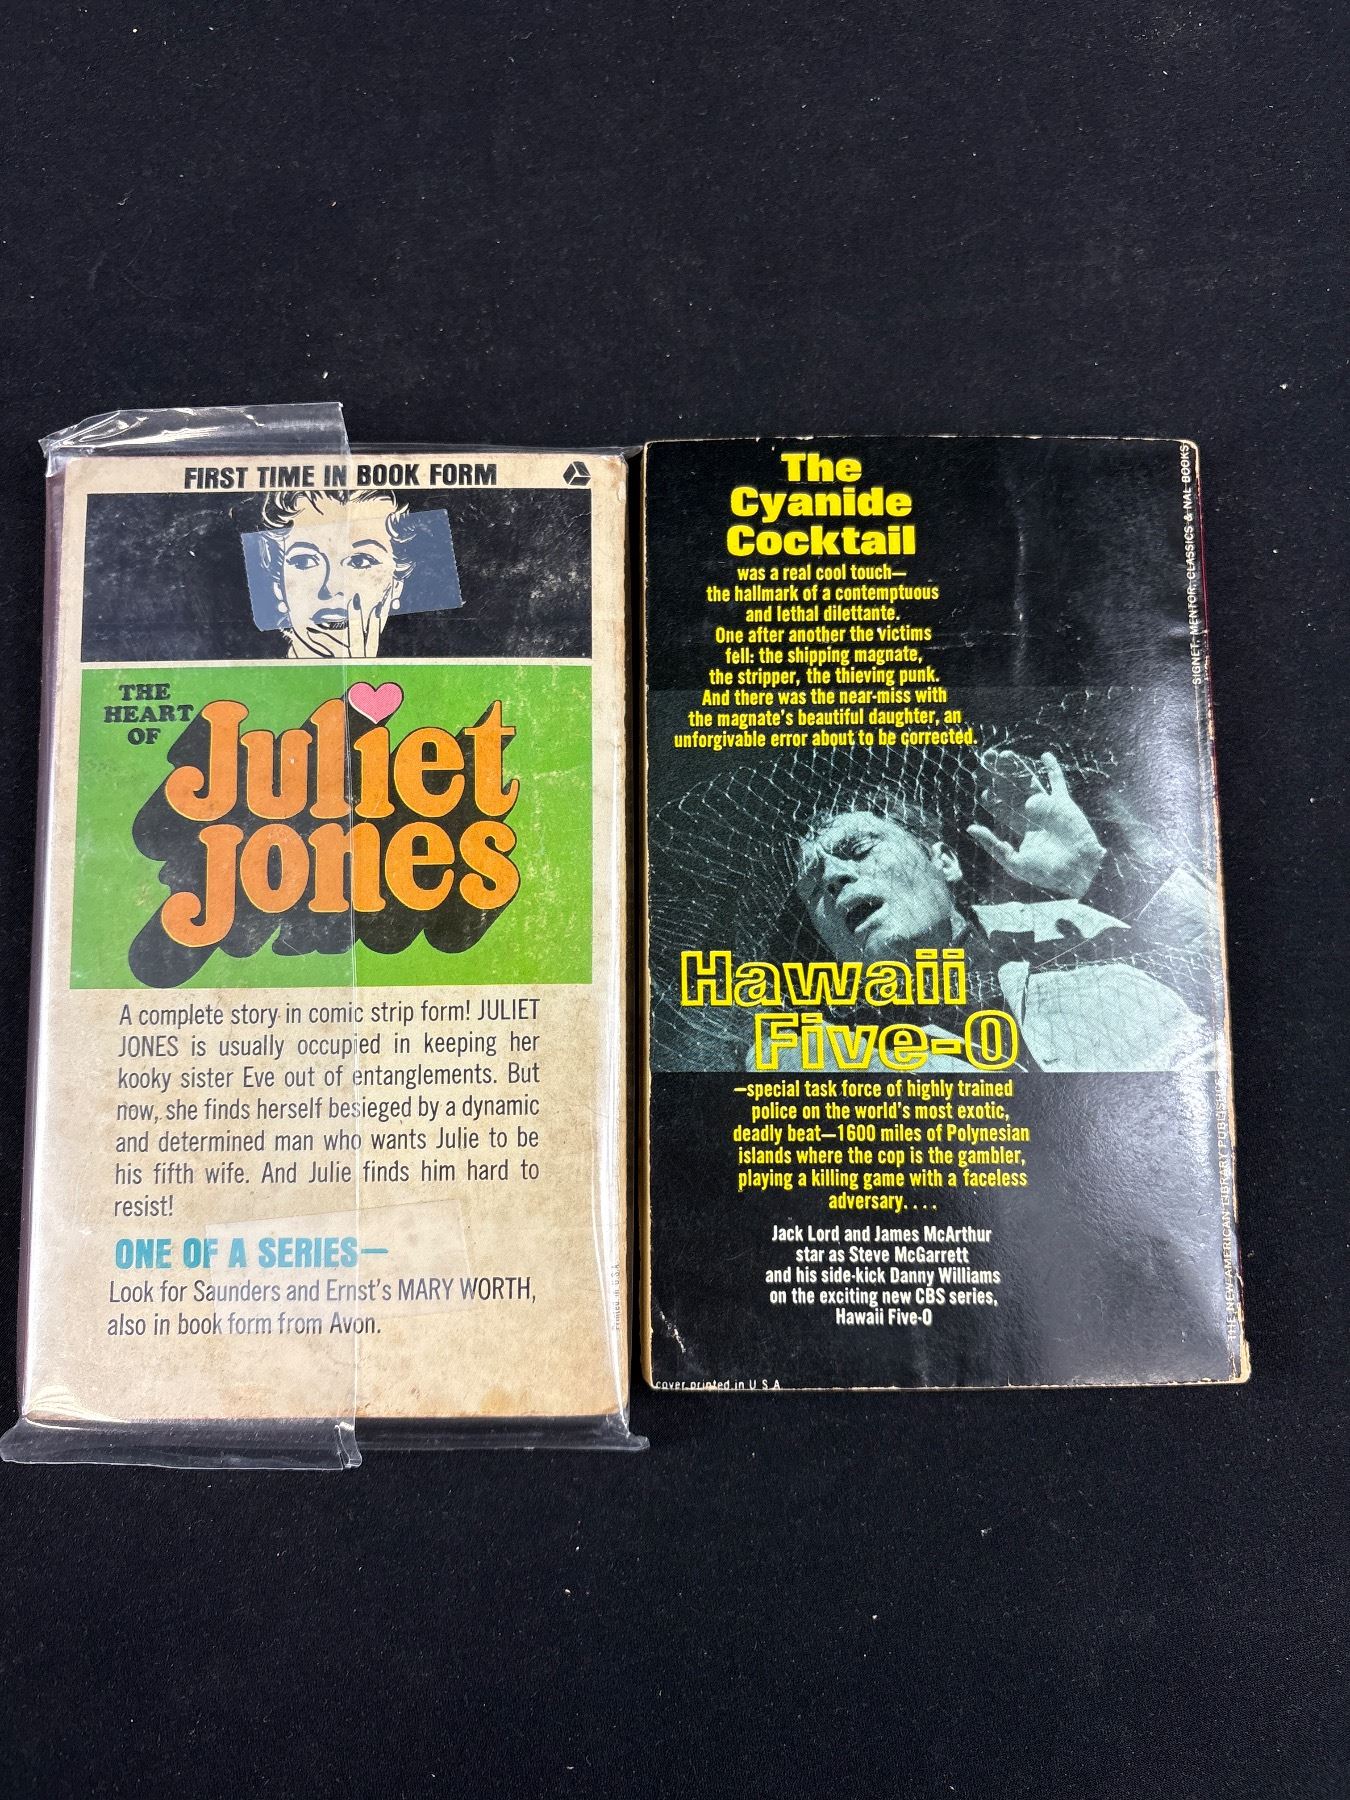 FIRST TIME IN BOOK FORM
THE
HEART
OF
Juliet
Jones
A complete story in comic strip form! JULIET
JONES is usually occupied in keeping her
kooky sister Eve out of entanglements. But
now, she finds herself besieged by a dynamic
and determined man who wants Julie to be
his fifth wife. And Julie finds him hard to
resist!
ONE OF A SERIES—
Look for Saunders and Ernst's MARY WORTH,
also in book form from Avon.
Printed in U.S.A.
The
Cyanide
Cocktail
was a real cool touch—
the hallmark of a contemptuous
and lethal dilettante.
One after another the victims
fell: the shipping magnate,
the stripper, the thieving punk.
And there was the near-miss with
the magnate's beautiful daughter, an
unforgivable error about to be corrected.
Hawaii
Five-O
—special task force of highly trained
police on the world's most exotic,
deadly beat—1600 miles of Polynesian
islands where the cop is the gambler,
playing a killing game with a faceless
adversary....
Jack Lord and James McArthur
star as Steve McGarrett
and his side-kick Danny Williams
on the exciting new CBS series,
Hawaii Five-O
cover printed in U S A
SIGNET, MENTOR, CLASSICS & NAL BOOKS
THE NEW AMERICAN LIBRARY PUBLISHES